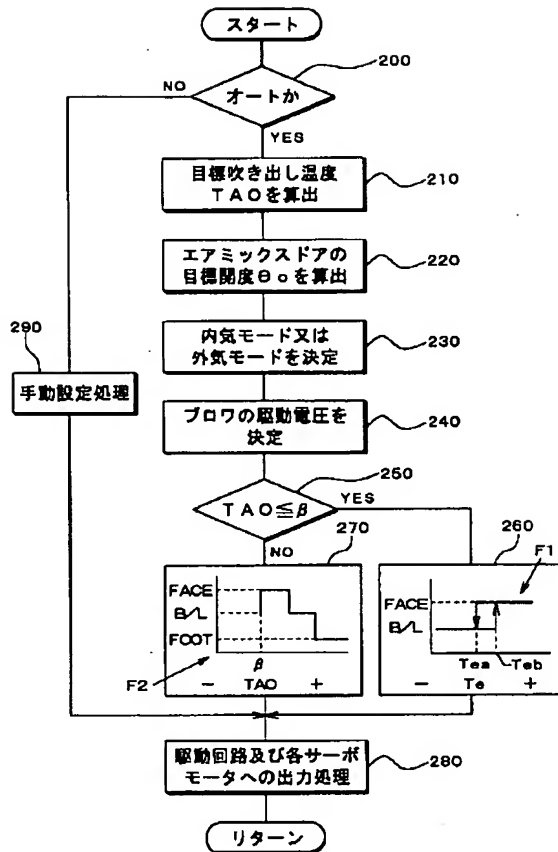 スタート
200
オートか
NO
YES
目標吹き出し温度
TAOを算出
210
エアミックスドアの
目標開度θoを算出
220
内気モード又は
外気モードを決定
230
290
手動設定処理
ブロワの駆動電圧を
決定
240
250
TAO≦β
YES
NO
270
FACE
B/L
FOOT
F2
β
− TAO +
260
F1
FACE
B/L
Tea Teb
− Te +
駆動回路及び各サーボ
モータへの出力処理
280
リターン